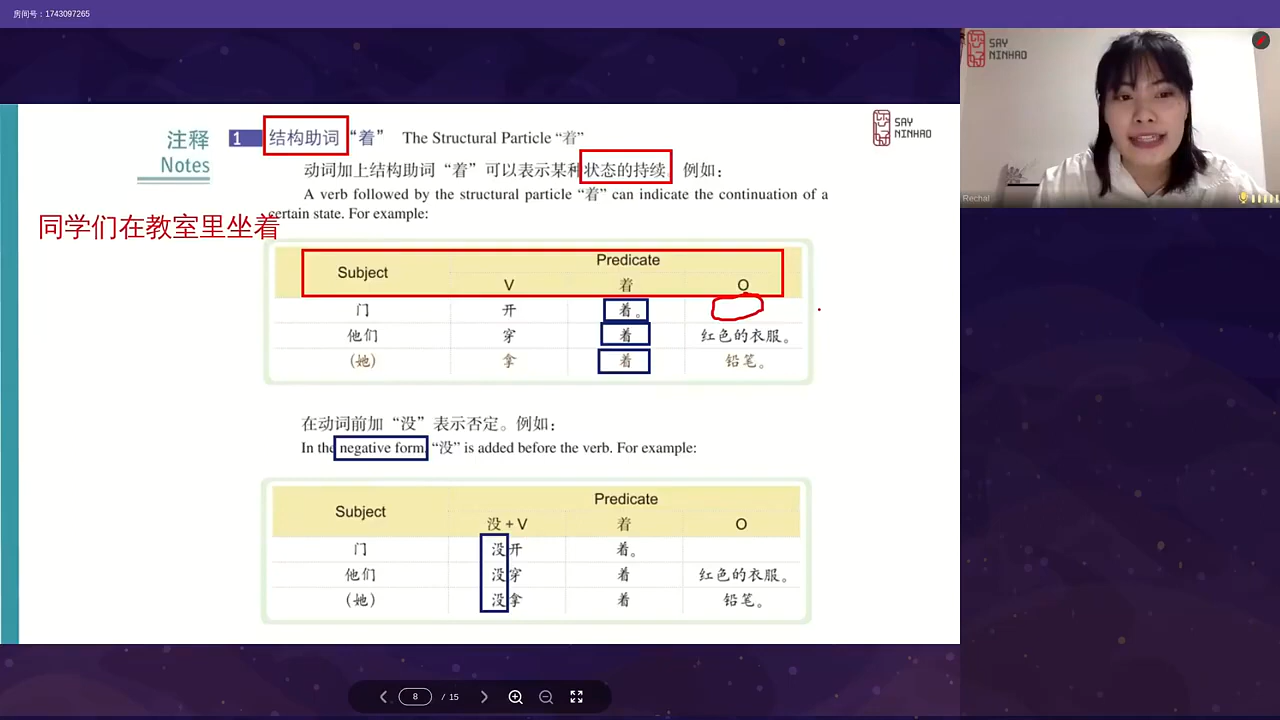 房间号：1743097265
SAY
NINHAO
Rechal
SAY
NINHAO
注释
Notes
1 结构助词“着” The Structural Particle “着”
动词加上结构助词“着”可以表示某种状态的持续。例如：
A verb followed by the structural particle “着” can indicate the continuation of a
certain state. For example:
同学们在教室里坐着
Subject Predicate
V 着 O
门 开 着。
他们 穿 着 红色的衣服。
(她) 拿 着 铅笔。
在动词前加“没”表示否定。例如：
In the negative form, “没” is added before the verb. For example:
Subject Predicate
没 + V 着 O
门 没开 着。
他们 没穿 着 红色的衣服。
(她) 没拿 着 铅笔。
8 / 15